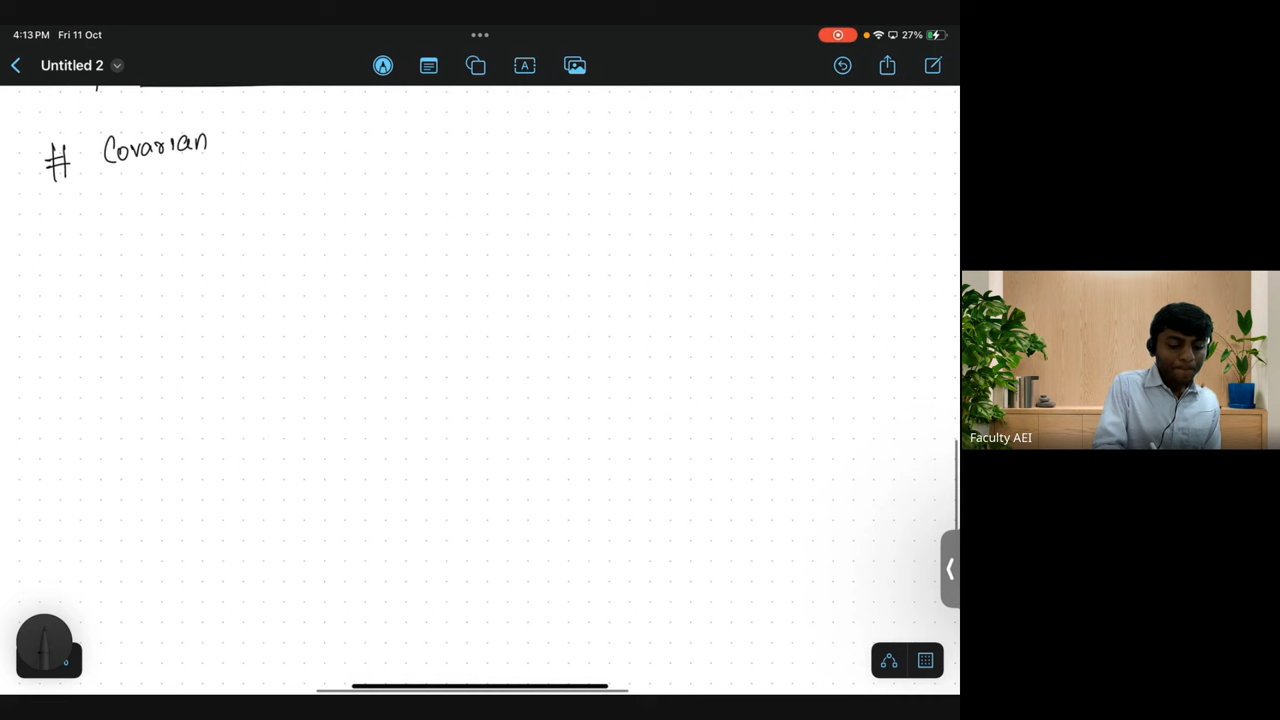 4:13 PM Fri 11 Oct
27%
Untitled 2
A
# Covarian
Faculty AEI